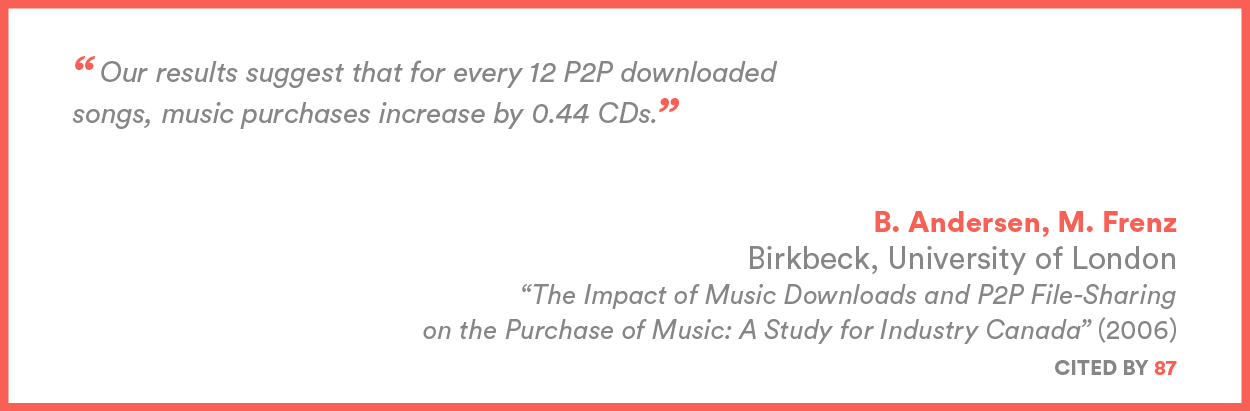 “Our results suggest that for every 12 P2P downloaded
songs, music purchases increase by 0.44 CDs.”
B. Andersen, M. Frenz
Birkbeck, University of London
“The Impact of Music Downloads and P2P File-Sharing
on the Purchase of Music: A Study for Industry Canada” (2006)
CITED BY 87